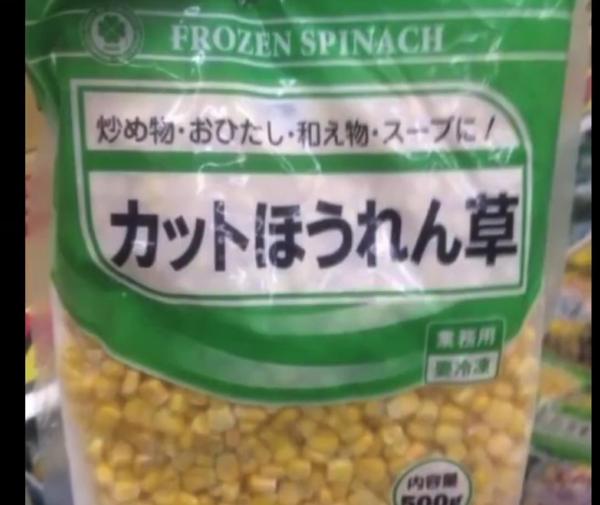 FROZEN SPINACH
炒め物・おひたし・和え物・スープに！
カットほうれん草
業務用
要冷凍
内容量
500g